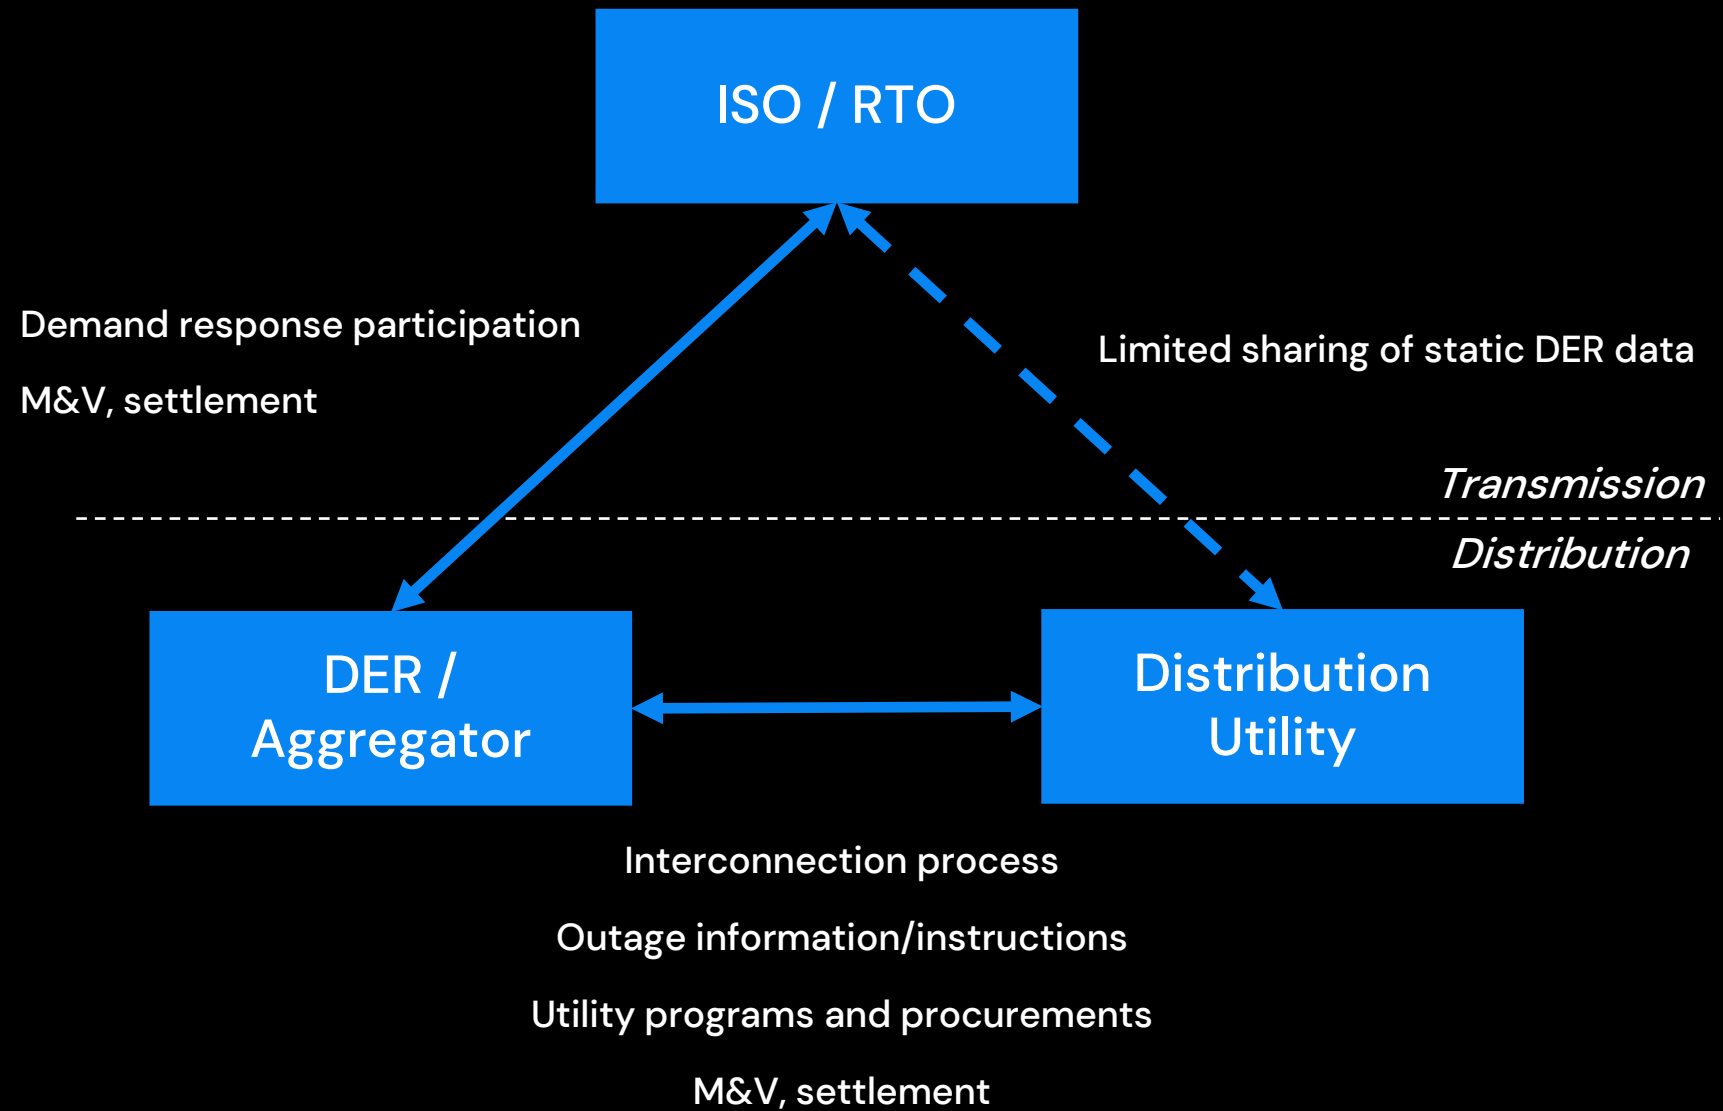 ISO / RTO
Demand response participation
M&V, settlement
Limited sharing of static DER data
Transmission
Distribution
DER /
Aggregator
Distribution
Utility
Interconnection process
Outage information/instructions
Utility programs and procurements
M&V, settlement